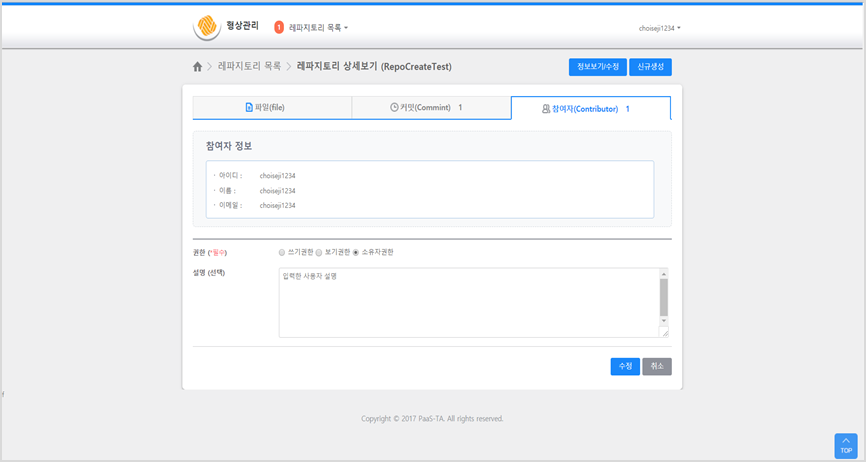 형상관리 1 레파지토리 목록 choiseji1234
레파지토리 목록 레파지토리 상세보기 (RepoCreateTest) 정보보기/수정 신규생성
파일(file) 커밋(Commint) 1 참여자(Contributor) 1
참여자 정보
· 아이디 : choiseji1234
· 이름 : choiseji1234
· 이메일 : choiseji1234
권한 (*필수) 쓰기권한 보기권한 소유자권한
설명 (선택) 입력한 사용자 설명
수정 취소
f
Copyright © 2017 PaaS-TA. All rights reserved.
TOP